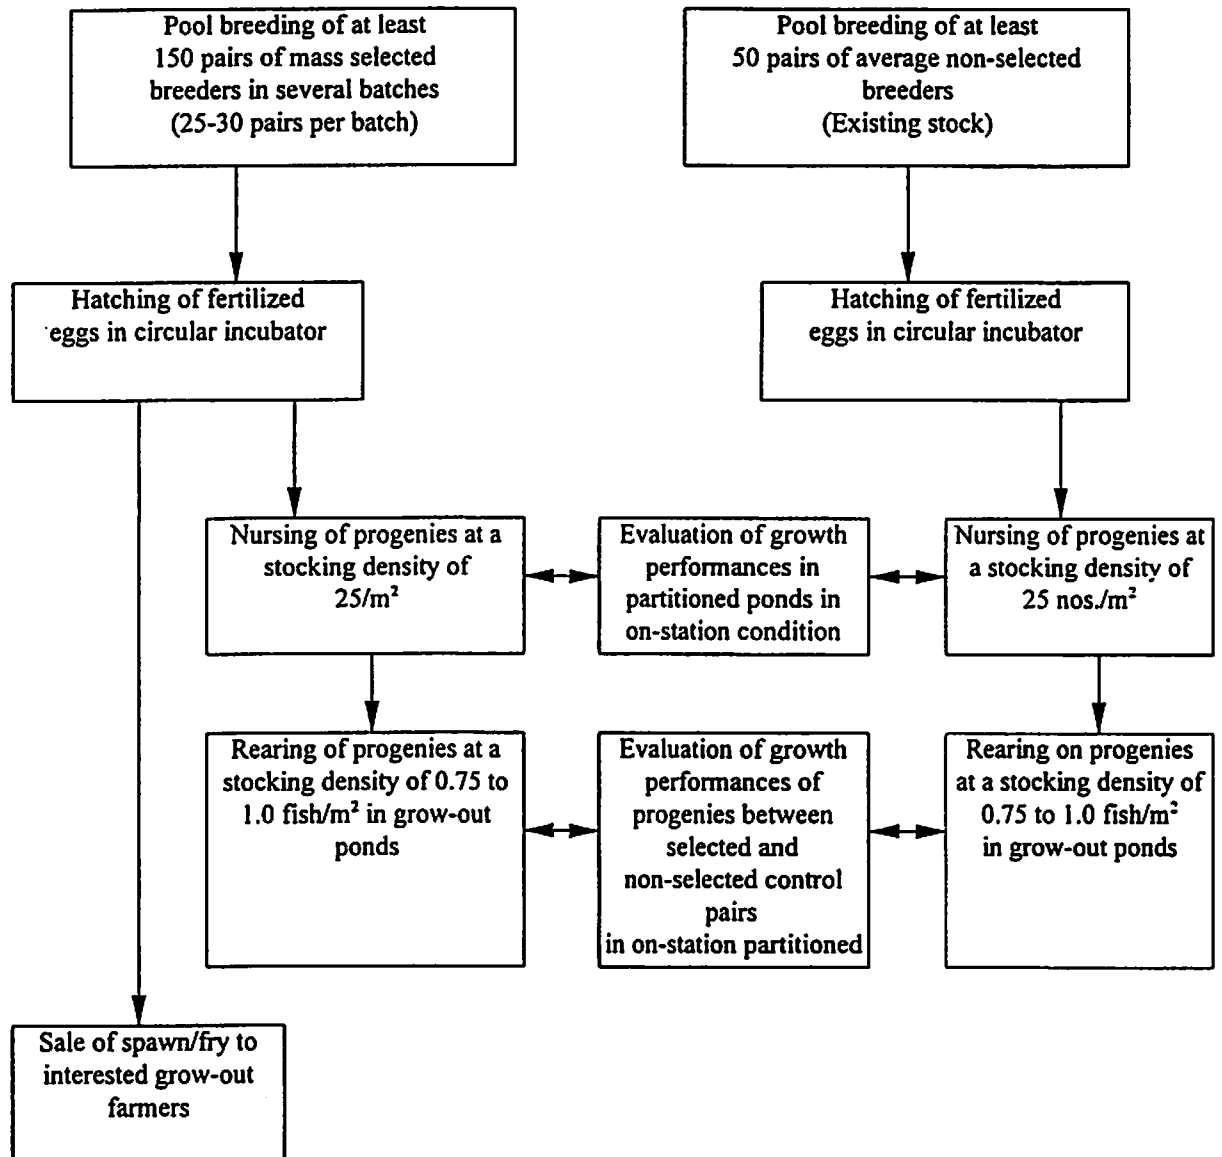 Pool breeding of at least
150 pairs of mass selected
breeders in several batches
(25-30 pairs per batch)
Pool breeding of at least
50 pairs of average non-selected
breeders
(Existing stock)
Hatching of fertilized
eggs in circular incubator
Hatching of fertilized
eggs in circular incubator
Nursing of progenies at a
stocking density of
25/m²
Evaluation of growth
performances in
partitioned ponds in
on-station condition
Nursing of progenies at
a stocking density of
25 nos./m²
Rearing of progenies at a
stocking density of 0.75 to
1.0 fish/m² in grow-out
ponds
Evaluation of growth
performances of
progenies between
selected and
non-selected control
pairs
in on-station partitioned
Rearing on progenies
at a stocking density of
0.75 to 1.0 fish/m²
in grow-out ponds
Sale of spawn/fry to
interested grow-out
farmers